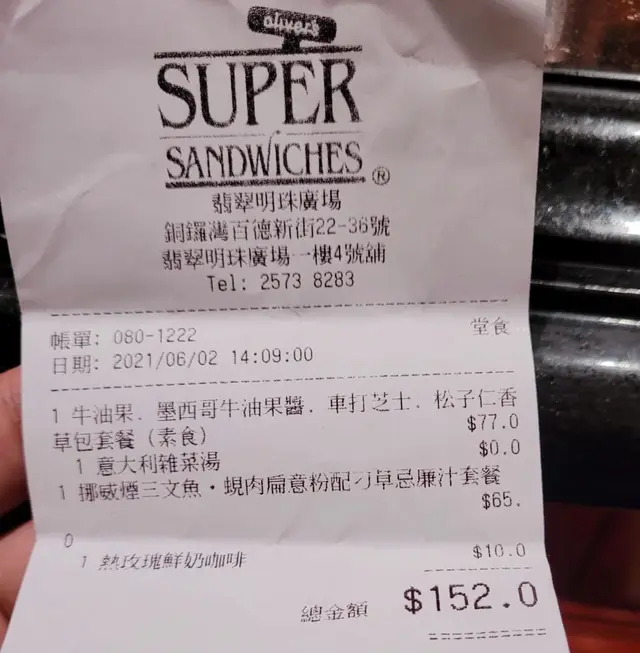 oliver's
SUPER
SANDWICHES®
翡翠明珠廣場
銅鑼灣百德新街22-36號
翡翠明珠廣場一樓4號舖
Tel: 2573 8283
帳單: 080-1222 堂食
日期: 2021/06/02 14:09:00
1 牛油果. 墨西哥牛油果醬. 車打芝士. 松子仁香
草包套餐(素食) $77.0
1 意大利雜菜湯 $0.0
1 挪威煙三文魚・蜆肉扁意粉配刁草忌廉汁套餐
$65.
0
1 熱玫瑰鮮奶咖啡 $10.0
總金額 $152.0